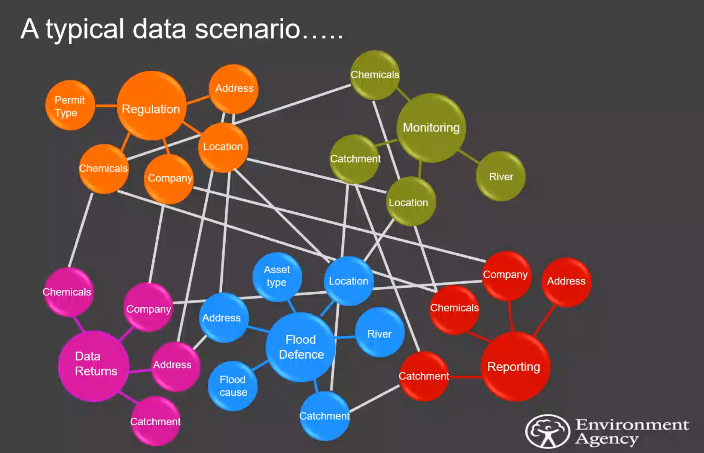 A typical data scenario…..
Permit
Type
Regulation
Address
Chemicals
Company
Location
Chemicals
Monitoring
Catchment
River
Location
Chemicals
Company
Data
Returns
Address
Catchment
Asset
type
Location
Address
Flood
Defence
River
Flood
cause
Catchment
Company
Address
Chemicals
Reporting
Catchment
Environment
Agency